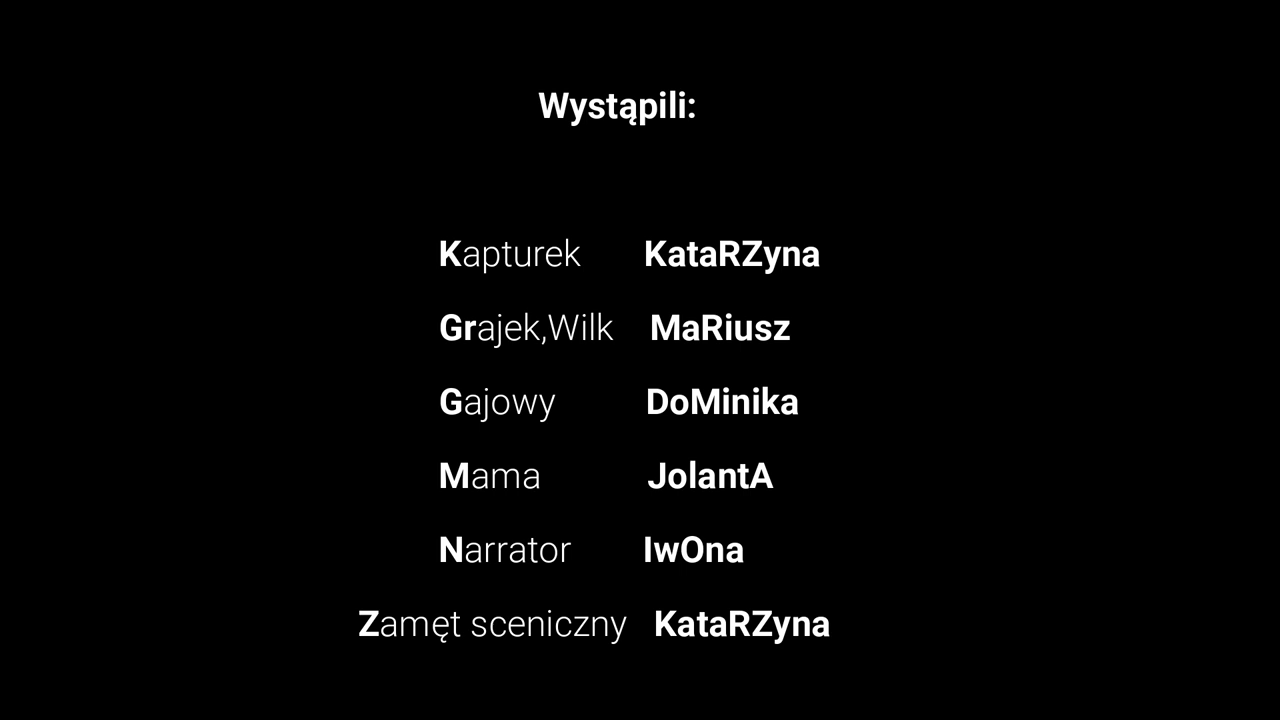 Wystąpili:
Kapturek KataRZyna
Grajek,Wilk MaRiusz
Gajowy DoMinika
Mama JolantA
Narrator IwOna
Zamęt sceniczny KataRZyna